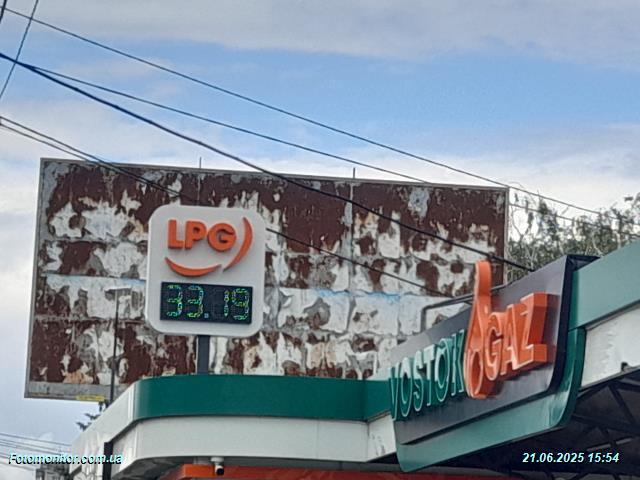 LPG
33.19
VOSTOK GAZ
Fotomonitor.com.ua
21.06.2025 15:54